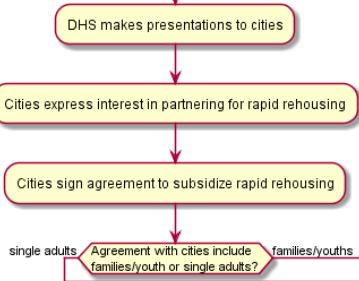 DHS makes presentations to cities
Cities express interest in partnering for rapid rehousing
Cities sign agreement to subsidize rapid rehousing
single adults
Agreement with cities include
families/youth or single adults?
families/youths